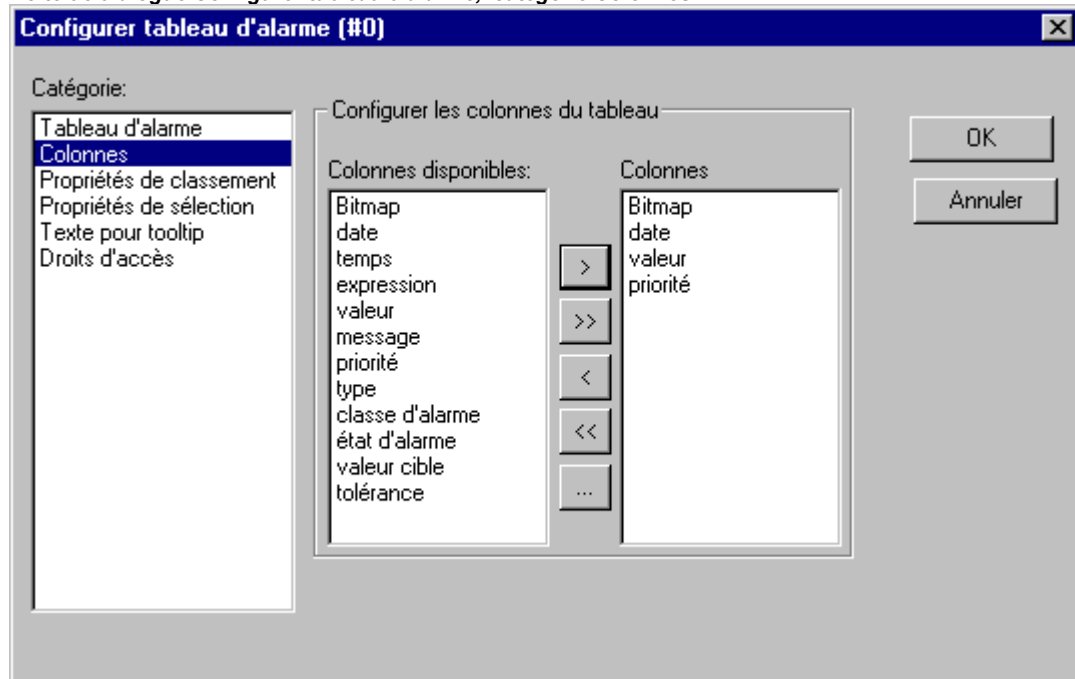 Configurer tableau d'alarme (#0)
Catégorie:
Tableau d'alarme
Colonnes
Propriétés de classement
Propriétés de sélection
Texte pour tooltip
Droits d'accès
Configurer les colonnes du tableau
Colonnes disponibles:
Bitmap
date
temps
expression
valeur
message
priorité
type
classe d'alarme
état d'alarme
valeur cible
tolérance
>
>>
<
<<
...
Colonnes
Bitmap
date
valeur
priorité
OK
Annuler